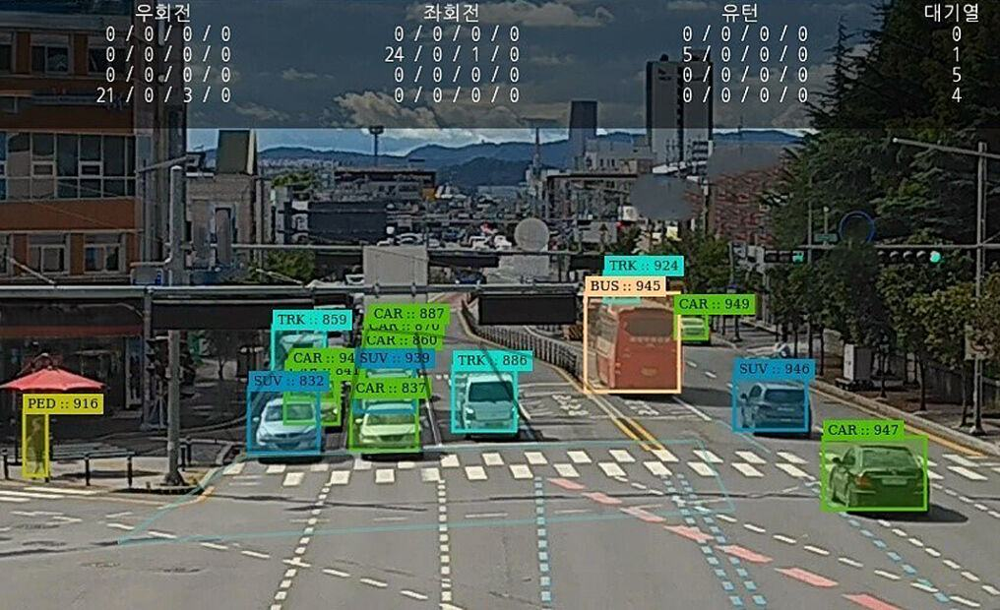 우회전 좌회전 유턴 대기열
0 / 0 / 0 / 0 0 / 0 / 0 / 0 0 / 0 / 0 / 0 0
0 / 0 / 0 / 0 24 / 0 / 1 / 0 5 / 0 / 0 / 0 1
0 / 0 / 0 / 0 0 / 0 / 0 / 0 0 / 0 / 0 / 0 5
21 / 0 / 3 / 0 0 / 0 / 0 / 0 0 / 0 / 0 / 0 4
TRK :: 924
BUS :: 945
CAR :: 949
CAR :: 887
TRK :: 859
CAR :: 870
CAR :: 860
CAR :: 94
SUV :: 939
TRK :: 886
SUV :: 946
SUV :: 832
CAR :: 837
PED :: 916
CAR :: 947